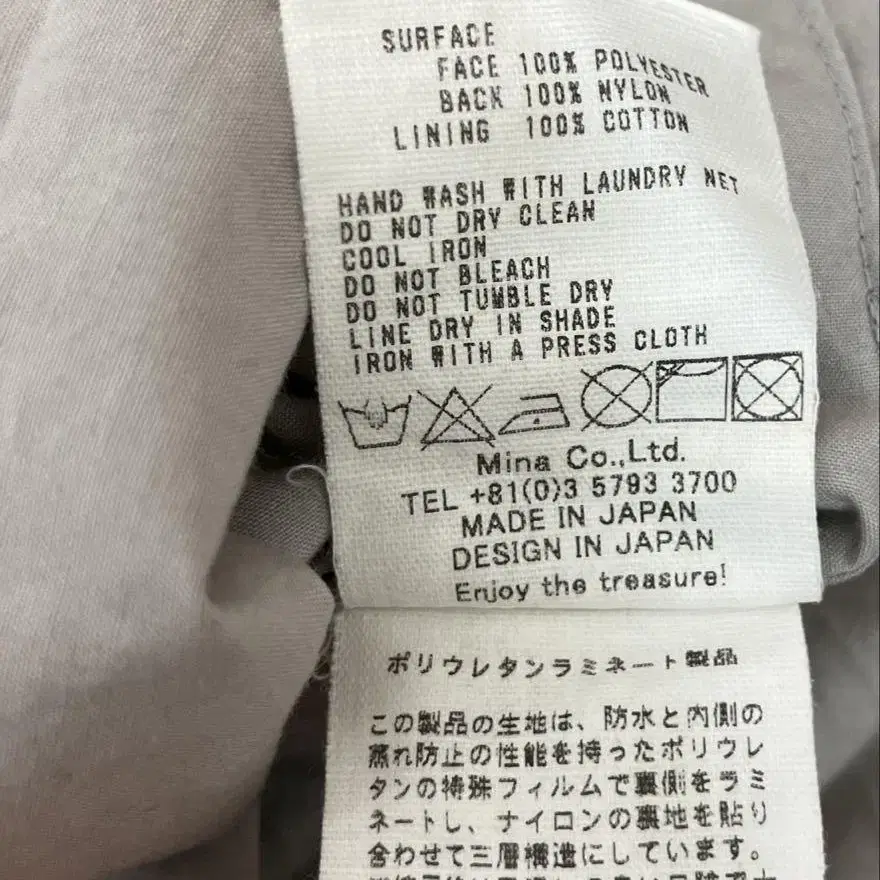 SURFACE
FACE 100% POLYESTER
BACK 100% NYLON
LINING 100% COTTON
HAND WASH WITH LAUNDRY NET
DO NOT DRY CLEAN
COOL IRON
DO NOT BLEACH
DO NOT TUMBLE DRY
LINE DRY IN SHADE
IRON WITH A PRESS CLOTH
Mina Co.,Ltd.
TEL +81(0)3 5793 3700
MADE IN JAPAN
DESIGN IN JAPAN
Enjoy the treasure!
ポリウレタンラミネート製品
この製品の生地は、防水と内側の
蒸れ防止の性能を持ったポリウレ
タンの特殊フィルムで裏側をラミ
ネートし、ナイロンの裏地を貼り
合わせて三層構造にしています。